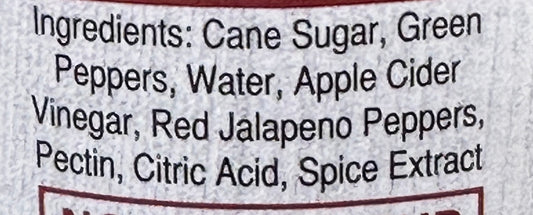 Ingredients: Cane Sugar, Green
Peppers, Water, Apple Cider
Vinegar, Red Jalapeno Peppers,
Pectin, Citric Acid, Spice Extract